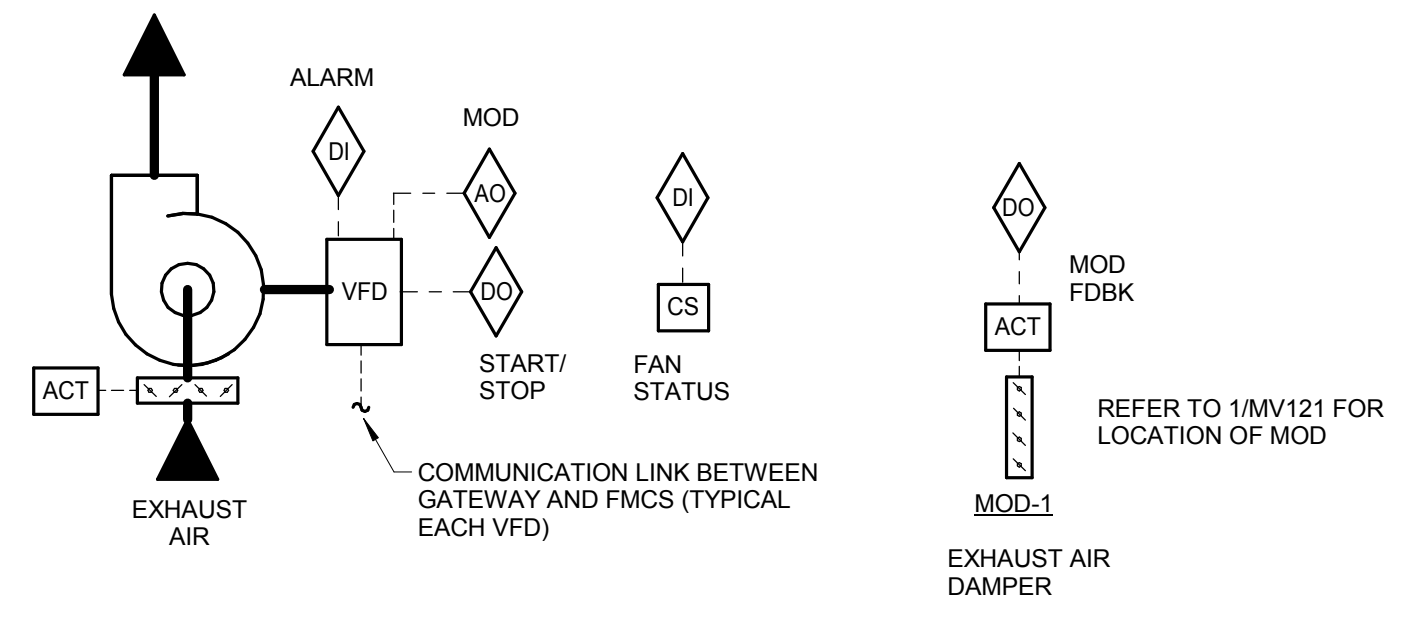 ALARM
DI
MOD
AO
VFD
DO
START/
STOP
ACT
EXHAUST
AIR
COMMUNICATION LINK BETWEEN
GATEWAY AND FMCS (TYPICAL
EACH VFD)
DI
CS
FAN
STATUS
DO
MOD
FDBK
ACT
REFER TO 1/MV121 FOR
LOCATION OF MOD
MOD-1
EXHAUST AIR
DAMPER